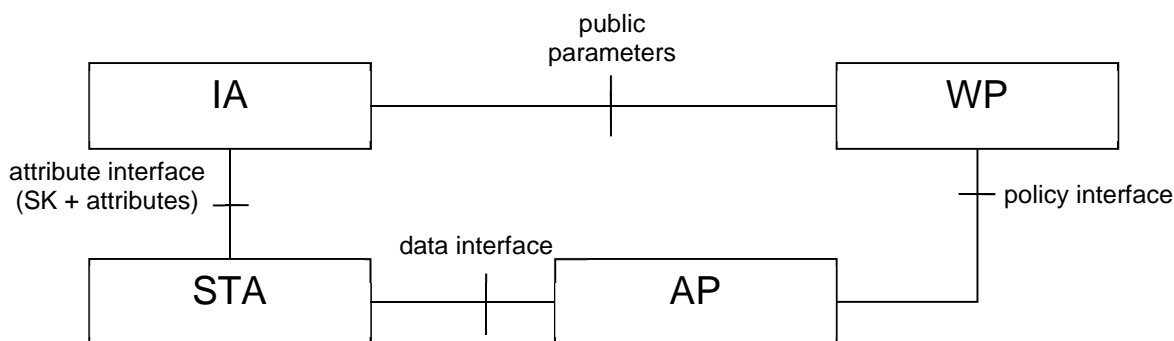 public
parameters
IA
WP
attribute interface
(SK + attributes)
policy interface
data interface
STA
AP